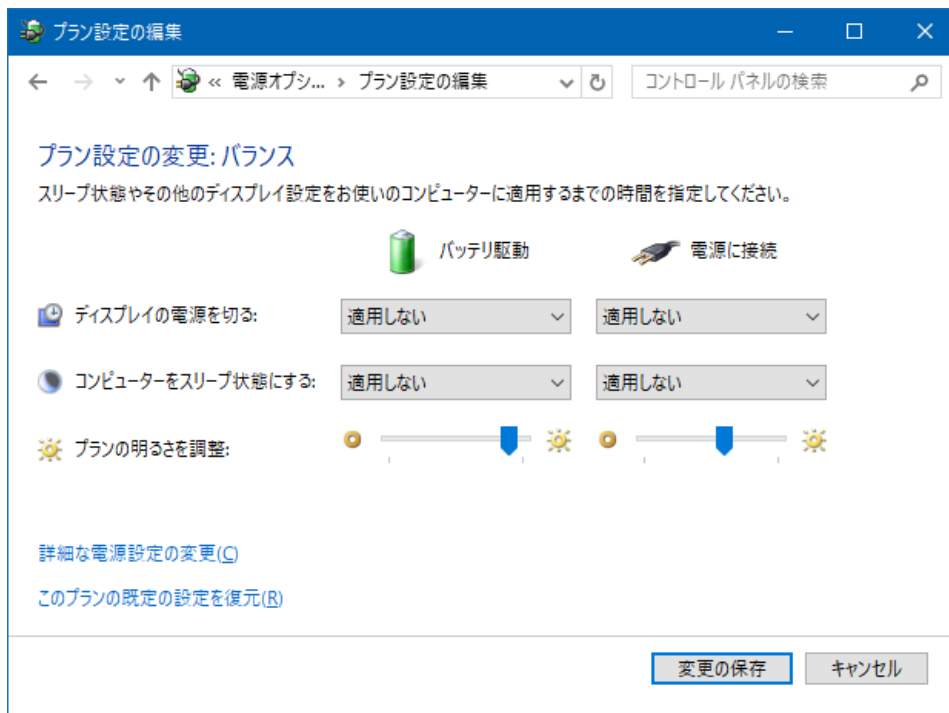 プラン設定の編集
« 電源オプシ... › プラン設定の編集
コントロール パネルの検索
プラン設定の変更: バランス
スリープ状態やその他のディスプレイ設定をお使いのコンピューターに適用するまでの時間を指定してください。
バッテリ駆動 電源に接続
ディスプレイの電源を切る: 適用しない 適用しない
コンピューターをスリープ状態にする: 適用しない 適用しない
プランの明るさを調整:
詳細な電源設定の変更(C)
このプランの既定の設定を復元(R)
変更の保存 キャンセル